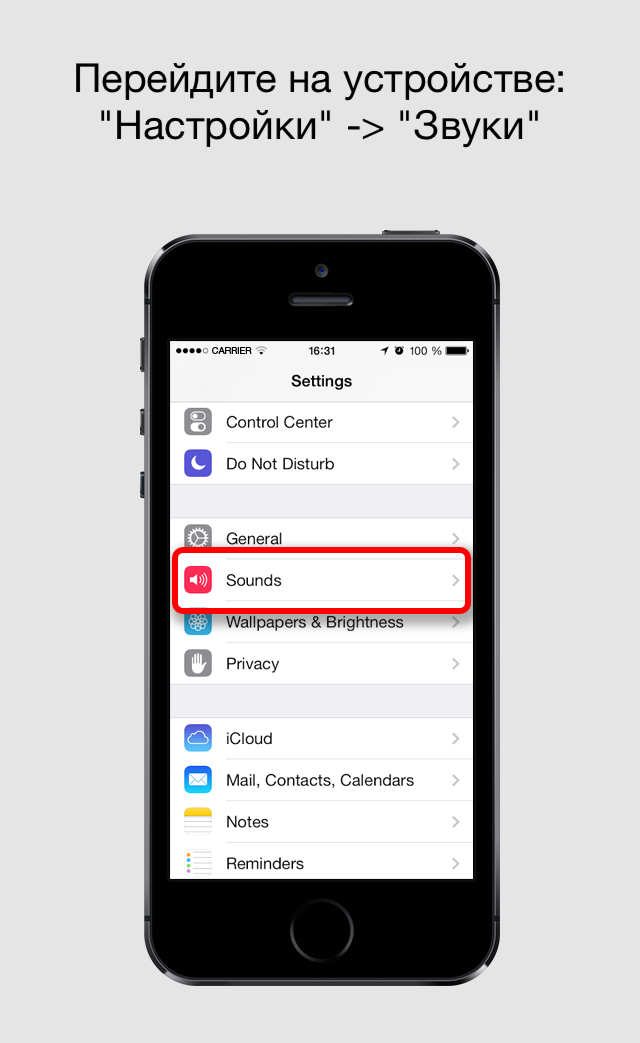 Перейдите на устройстве:
"Настройки" -> "Звуки"
CARRIER 16:31 100 %
Settings
Control Center
Do Not Disturb
General
Sounds
Wallpapers & Brightness
Privacy
iCloud
Mail, Contacts, Calendars
Notes
Reminders